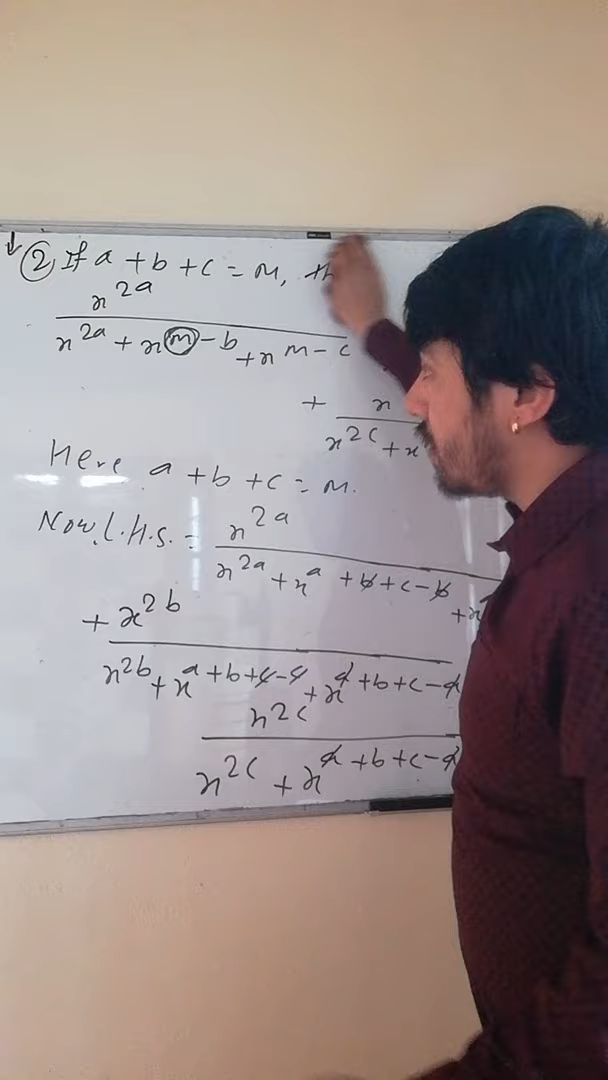 ↓ ② If a + b + c = m, th
x^2a
x^2a + x^m-b + x^m-c
+ x
x^2c + x
Here a + b + c = m.
Now, L.H.S. = x^2a
x^2a + x^a+b+c-b + x
+ x^2b
x^2b + x^a+b+c-c + x^a+b+c-a
x^2c
x^2c + x^a+b+c-a